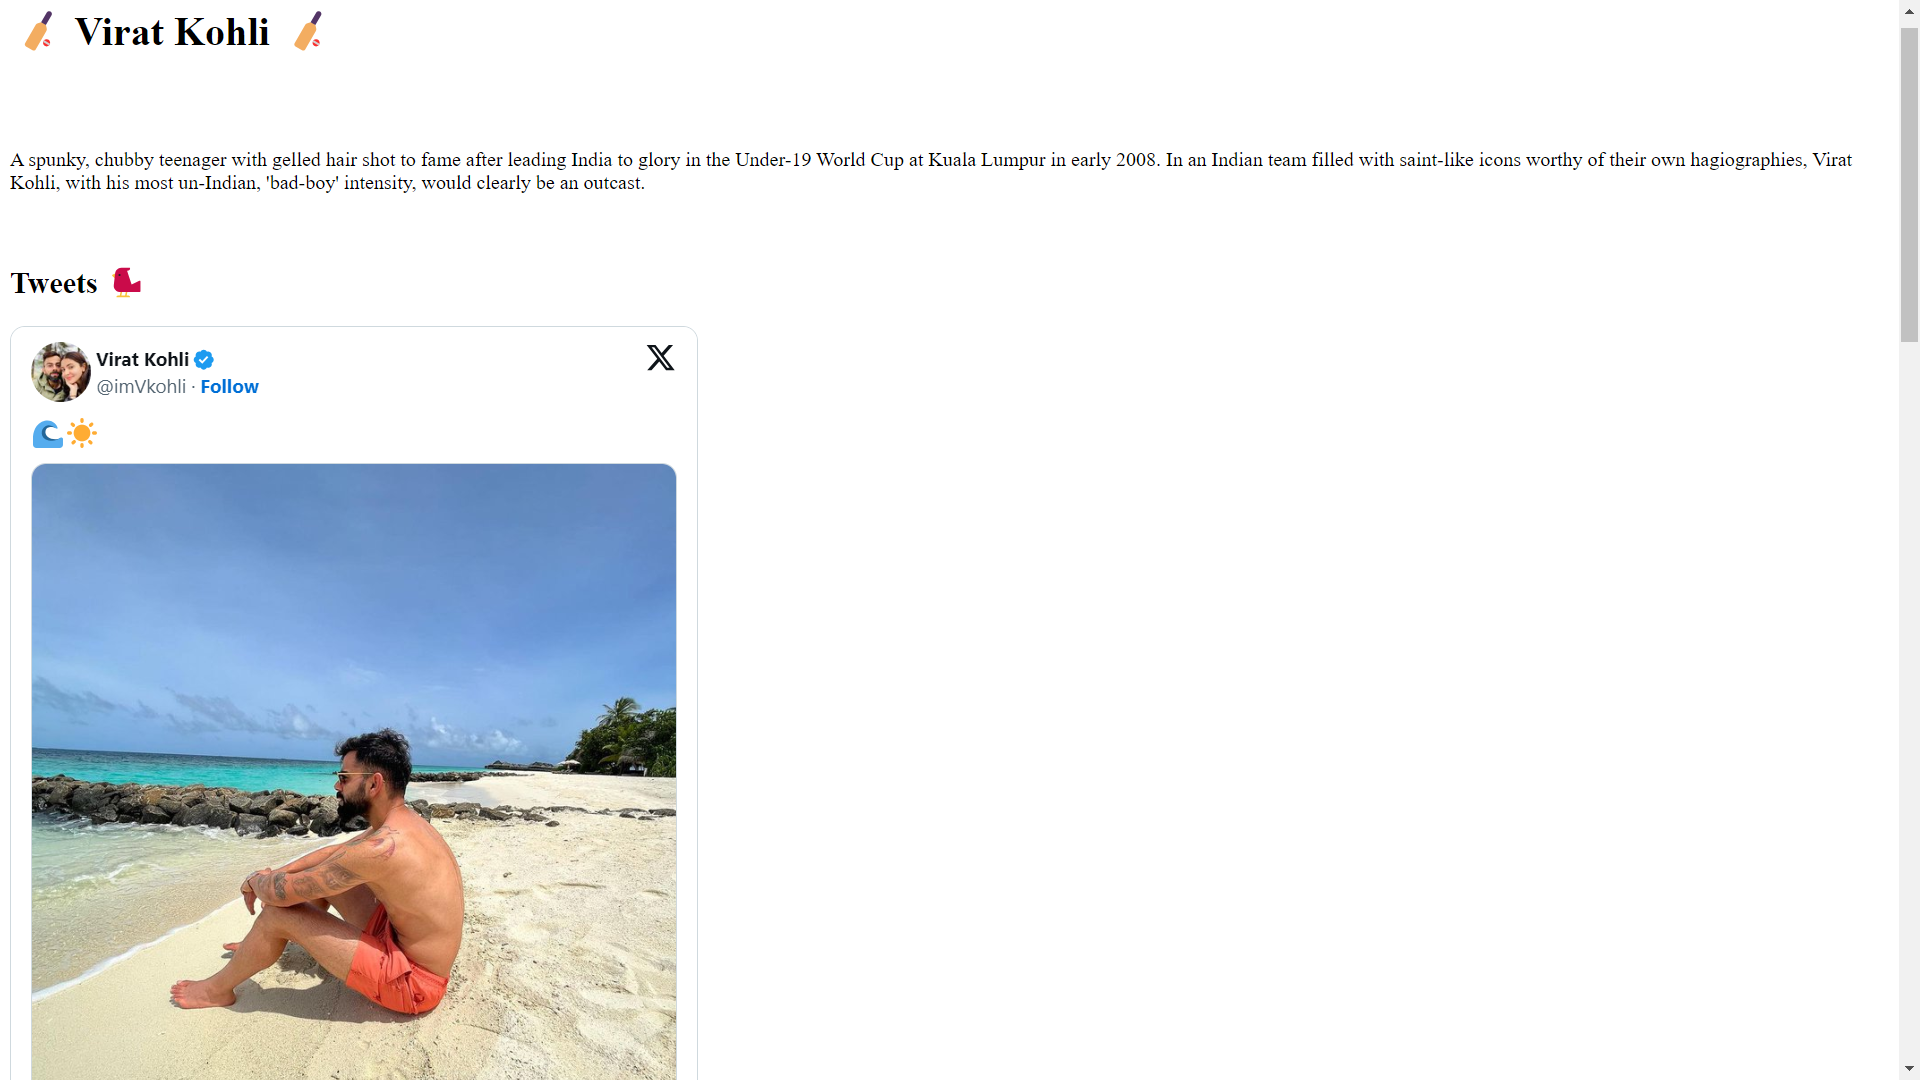 Virat Kohli
A spunky, chubby teenager with gelled hair shot to fame after leading India to glory in the Under-19 World Cup at Kuala Lumpur in early 2008. In an Indian team filled with saint-like icons worthy of their own hagiographies, Virat
Kohli, with his most un-Indian, 'bad-boy' intensity, would clearly be an outcast.
Tweets
Virat Kohli
@imVkohli · Follow